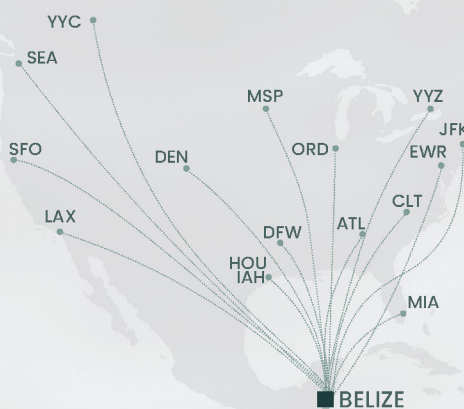 YYC
SEA
MSP
YYZ
JFK
SFO
DEN
ORD
EWR
LAX
CLT
DFW
ATL
HOU
IAH
MIA
BELIZE